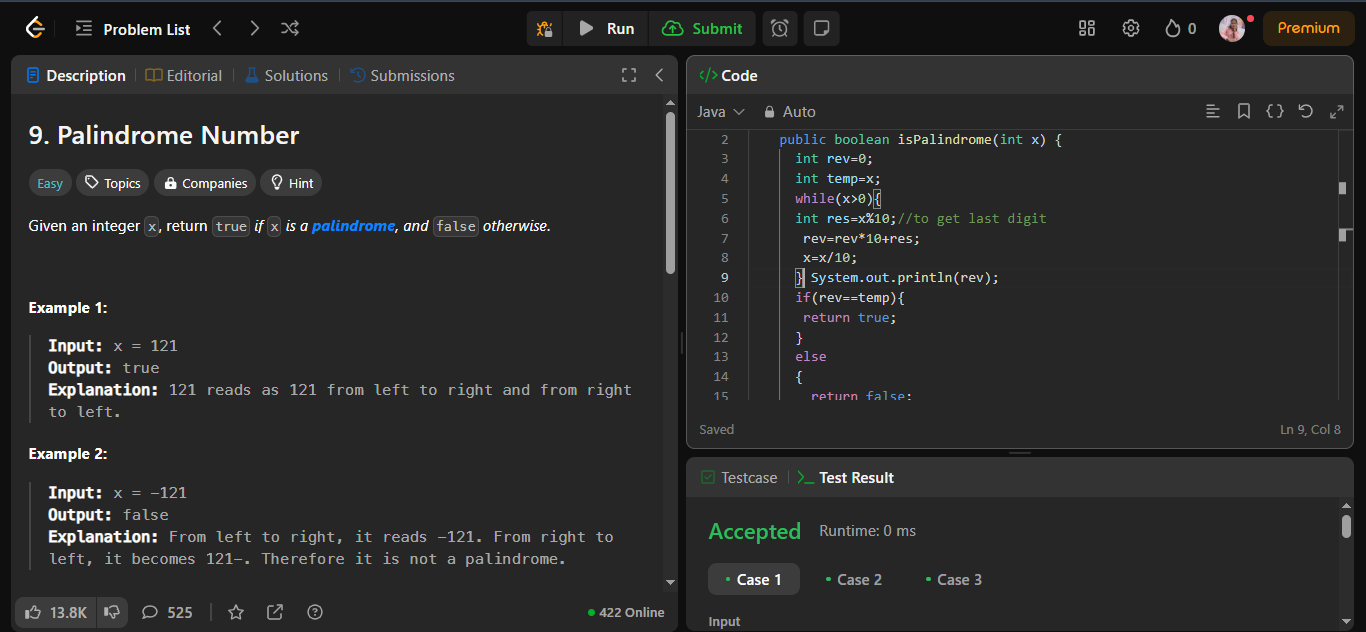 Problem List
Run
Submit
0
Premium
Description
Editorial
Solutions
Submissions
9. Palindrome Number
Easy
Topics
Companies
Hint
Given an integer x, return true if x is a palindrome, and false otherwise.
Example 1:
Input: x = 121
Output: true
Explanation: 121 reads as 121 from left to right and from right
to left.
Example 2:
Input: x = -121
Output: false
Explanation: From left to right, it reads -121. From right to
left, it becomes 121-. Therefore it is not a palindrome.
13.8K
525
422 Online
</> Code
Java
Auto
2 public boolean isPalindrome(int x) {
3 int rev=0;
4 int temp=x;
5 while(x>0){
6 int res=x%10;//to get last digit
7 rev=rev*10+res;
8 x=x/10;
9 } System.out.println(rev);
10 if(rev==temp){
11 return true;
12 }
13 else
14 {
15 return false;
Saved
Ln 9, Col 8
Testcase
Test Result
Accepted
Runtime: 0 ms
Case 1
Case 2
Case 3
Input